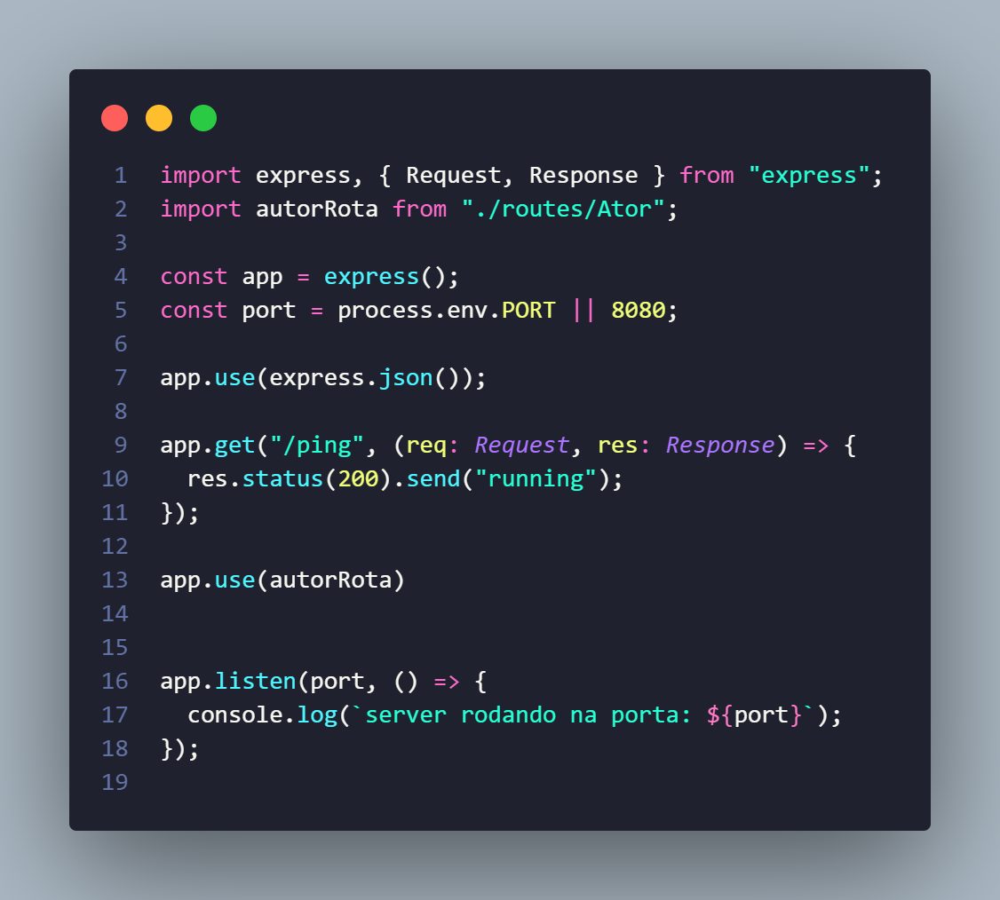 1 import express, { Request, Response } from "express";
2 import autorRota from "./routes/Ator";
3
4 const app = express();
5 const port = process.env.PORT || 8080;
6
7 app.use(express.json());
8
9 app.get("/ping", (req: Request, res: Response) => {
10   res.status(200).send("running");
11 });
12
13 app.use(autorRota)
14
15
16 app.listen(port, () => {
17   console.log(`server rodando na porta: ${port}`);
18 });
19